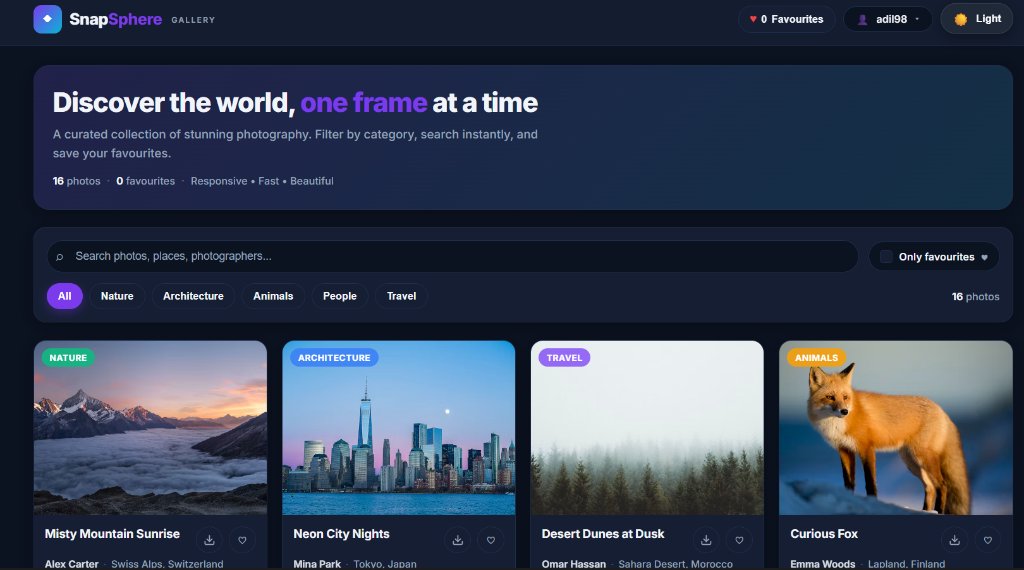 SnapSphere GALLERY
0 Favourites
adil98
Light
Discover the world, one frame at a time
A curated collection of stunning photography. Filter by category, search instantly, and
save your favourites.
16 photos · 0 favourites · Responsive • Fast • Beautiful
Search photos, places, photographers...
Only favourites
All
Nature
Architecture
Animals
People
Travel
16 photos
NATURE
ARCHITECTURE
TRAVEL
ANIMALS
Misty Mountain Sunrise
Neon City Nights
Desert Dunes at Dusk
Curious Fox
Alex Carter · Swiss Alps, Switzerland
Mina Park · Tokyo, Japan
Omar Hassan · Sahara Desert, Morocco
Emma Woods · Lapland, Finland